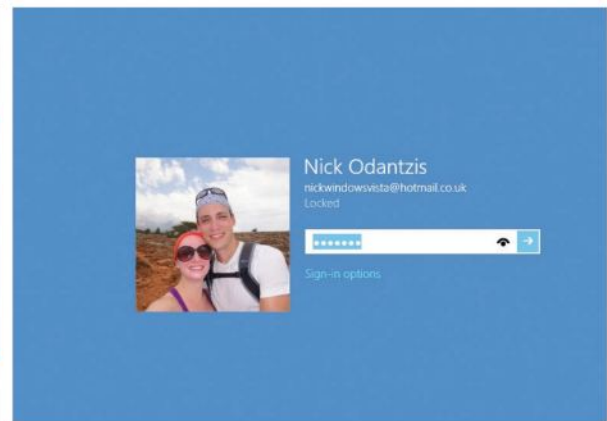 Nick Odantzis
nickwindowsvista@hotmail.co.uk
Locked
•••••••
Sign-in options